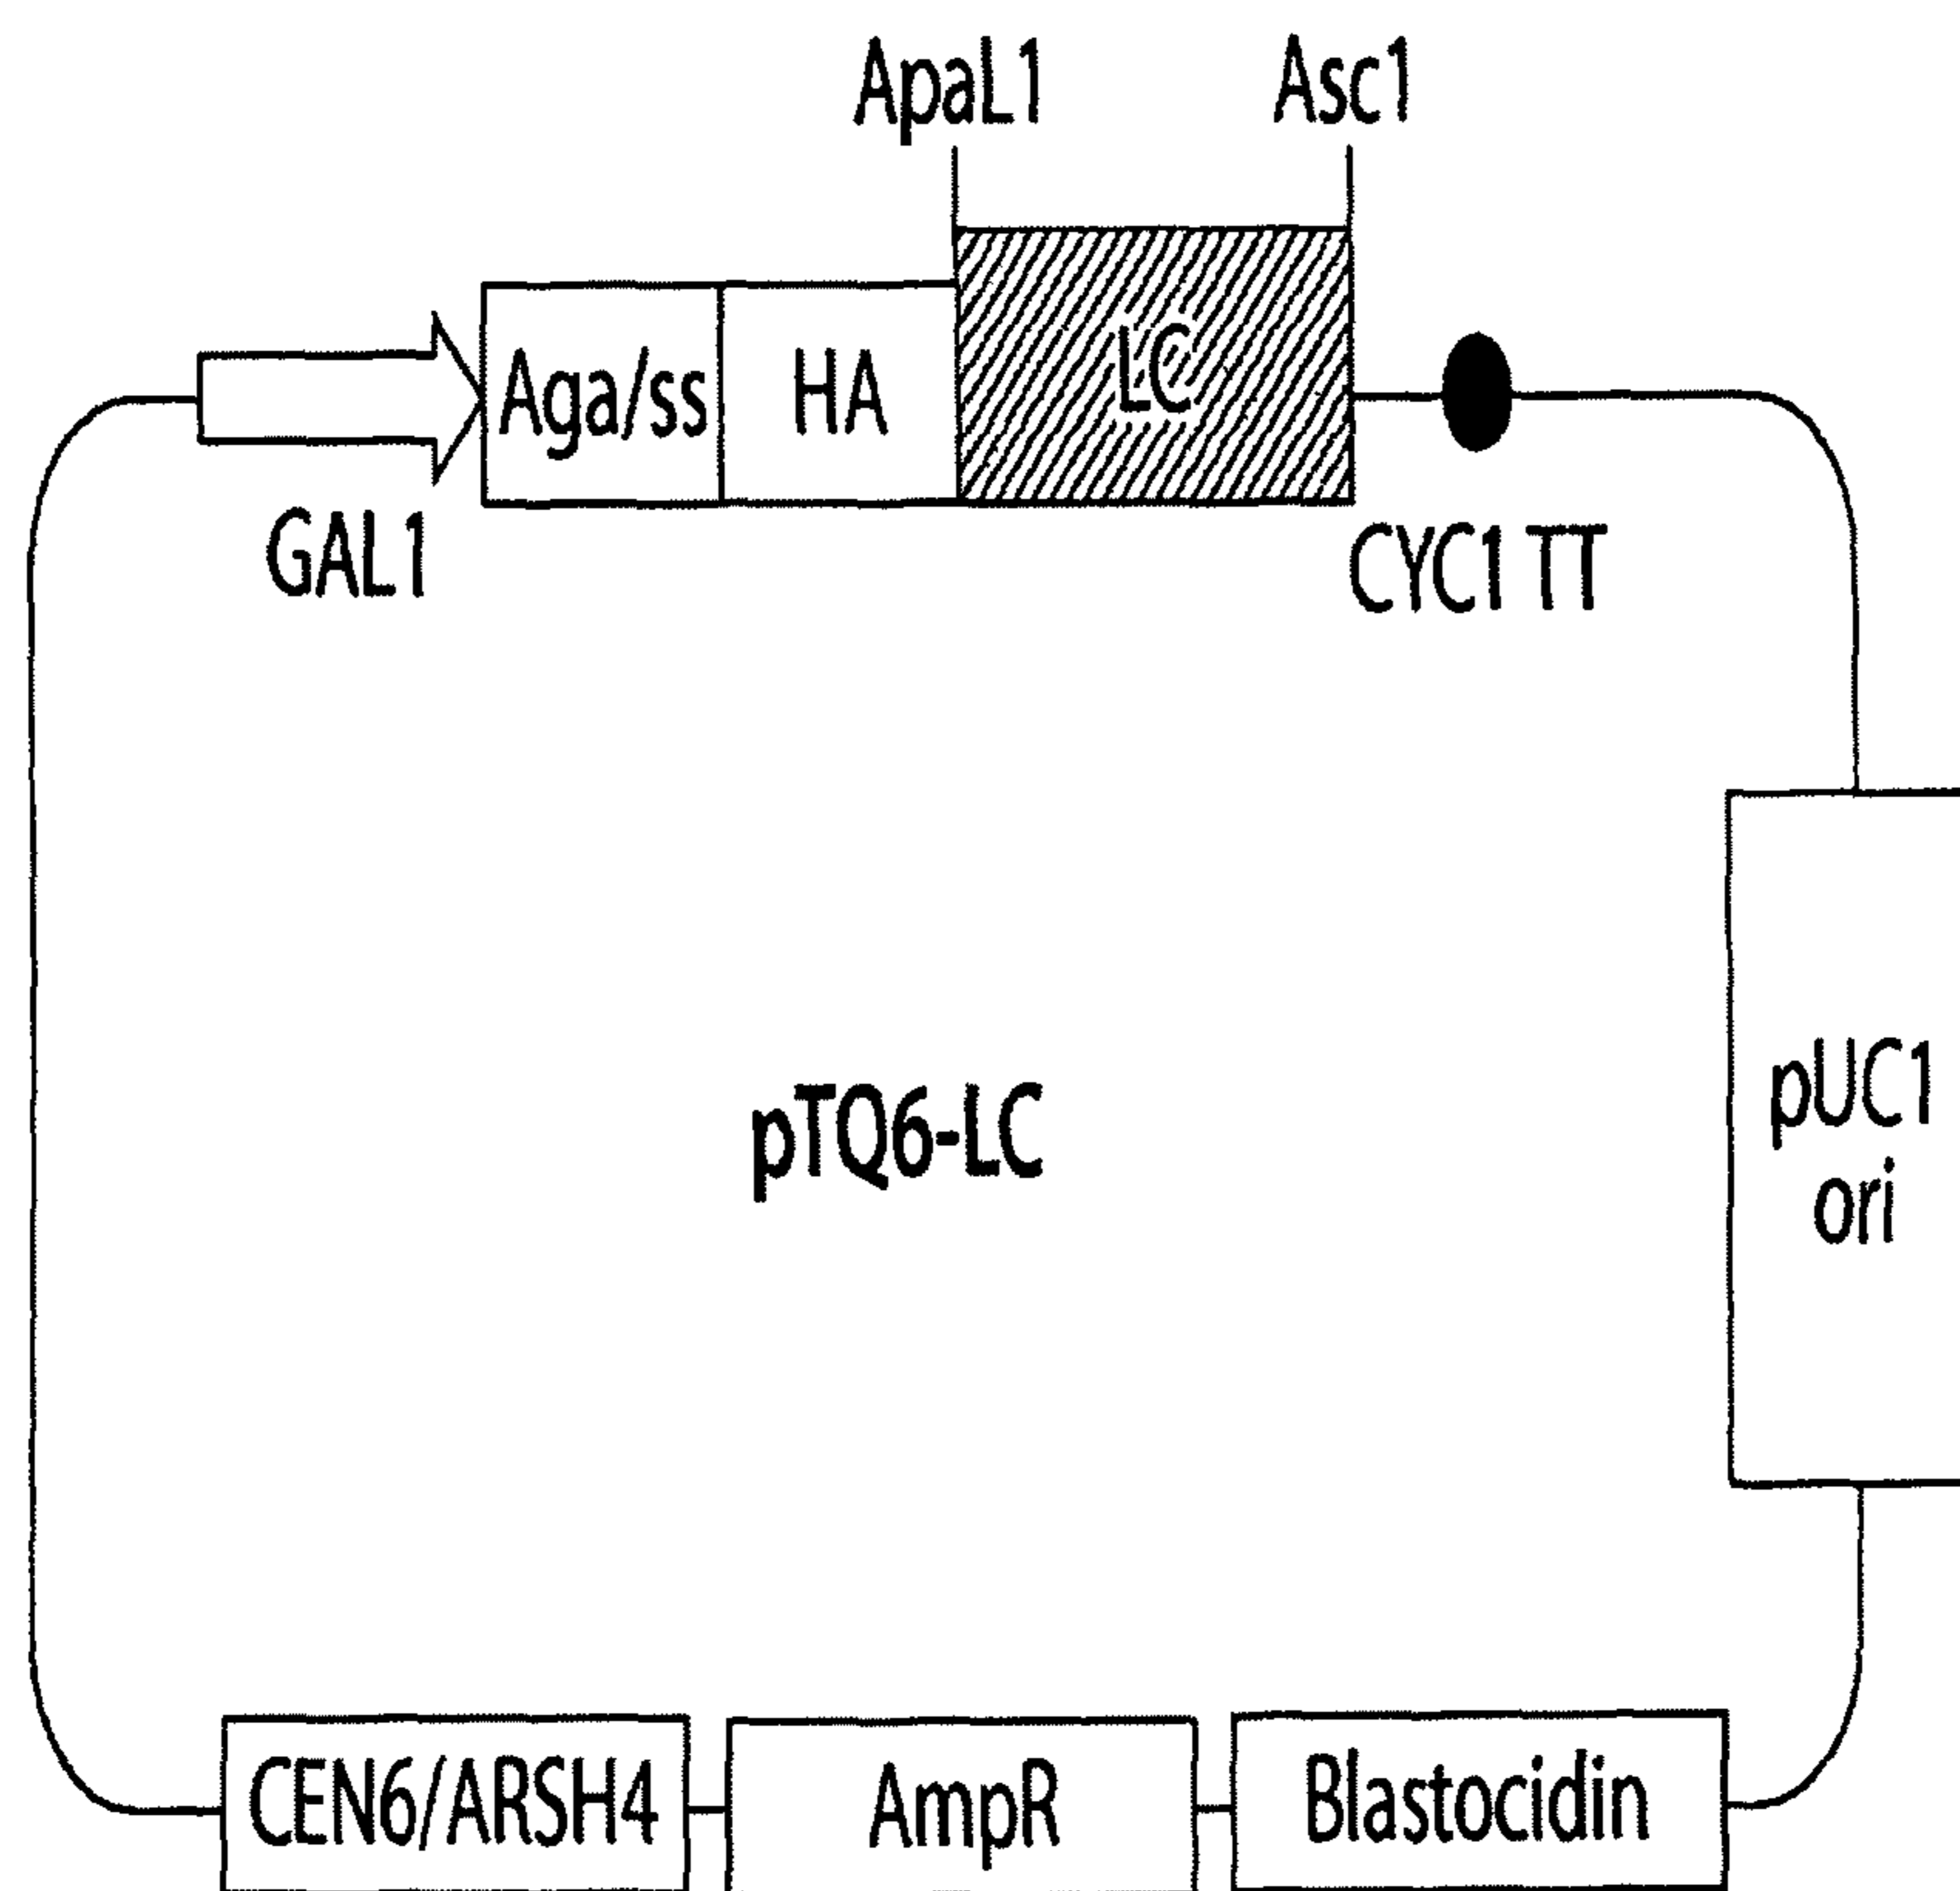 ApaL1 Asc1
Aga/ss HA LC
GAL1
CYC1 TT
pTQ6-LC
pUC1
ori
CEN6/ARSH4 AmpR Blastocidin